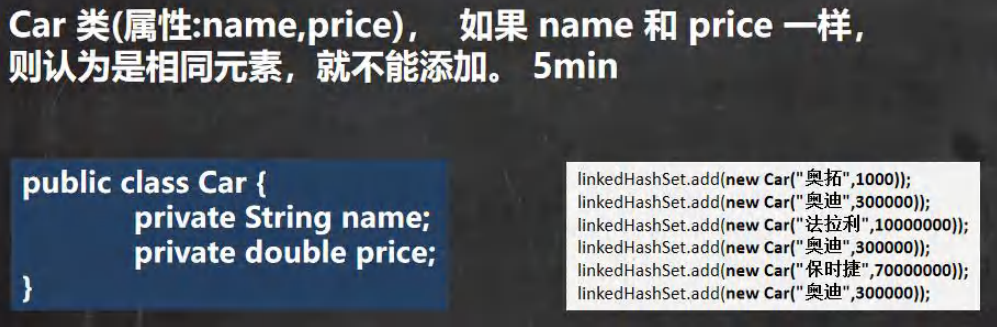 Car 类(属性:name,price)， 如果 name 和 price 一样，
则认为是相同元素，就不能添加。 5min
public class Car {
private String name;
private double price;
}
linkedHashSet.add(new Car("奥拓",1000));
linkedHashSet.add(new Car("奥迪",300000));
linkedHashSet.add(new Car("法拉利",10000000));
linkedHashSet.add(new Car("奥迪",300000));
linkedHashSet.add(new Car("保时捷",70000000));
linkedHashSet.add(new Car("奥迪",300000));